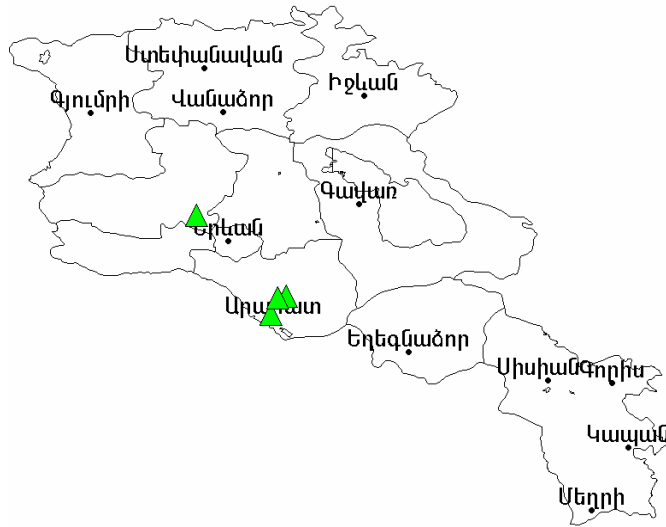 Ստեփանավան
Իջևան
Գյումրի
Վանաձոր
Գավառ
Երևան
Արարատ
Եղեգնաձոր
Սիսիան
Գորիս
Կապան
Մեղրի